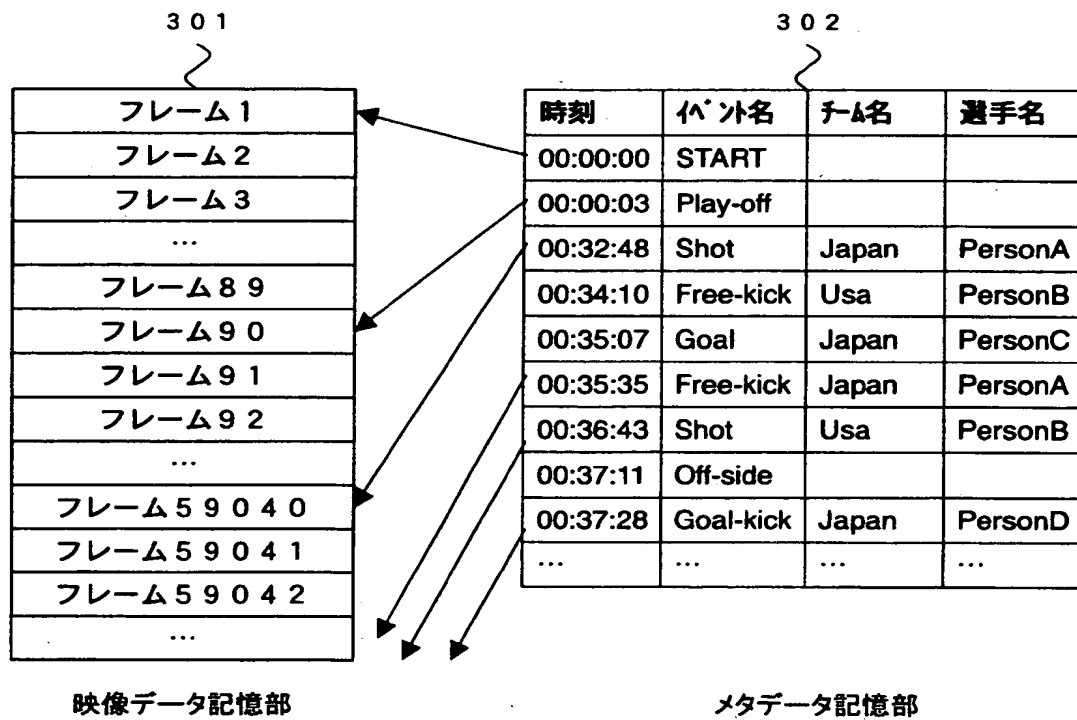 301
302
フレーム1
フレーム2
フレーム3
…
フレーム89
フレーム90
フレーム91
フレーム92
…
フレーム59040
フレーム59041
フレーム59042
…
映像データ記憶部
時刻 イベント名 チーム名 選手名
00:00:00 START
00:00:03 Play-off
00:32:48 Shot Japan PersonA
00:34:10 Free-kick Usa PersonB
00:35:07 Goal Japan PersonC
00:35:35 Free-kick Japan PersonA
00:36:43 Shot Usa PersonB
00:37:11 Off-side
00:37:28 Goal-kick Japan PersonD
… … … …
メタデータ記憶部